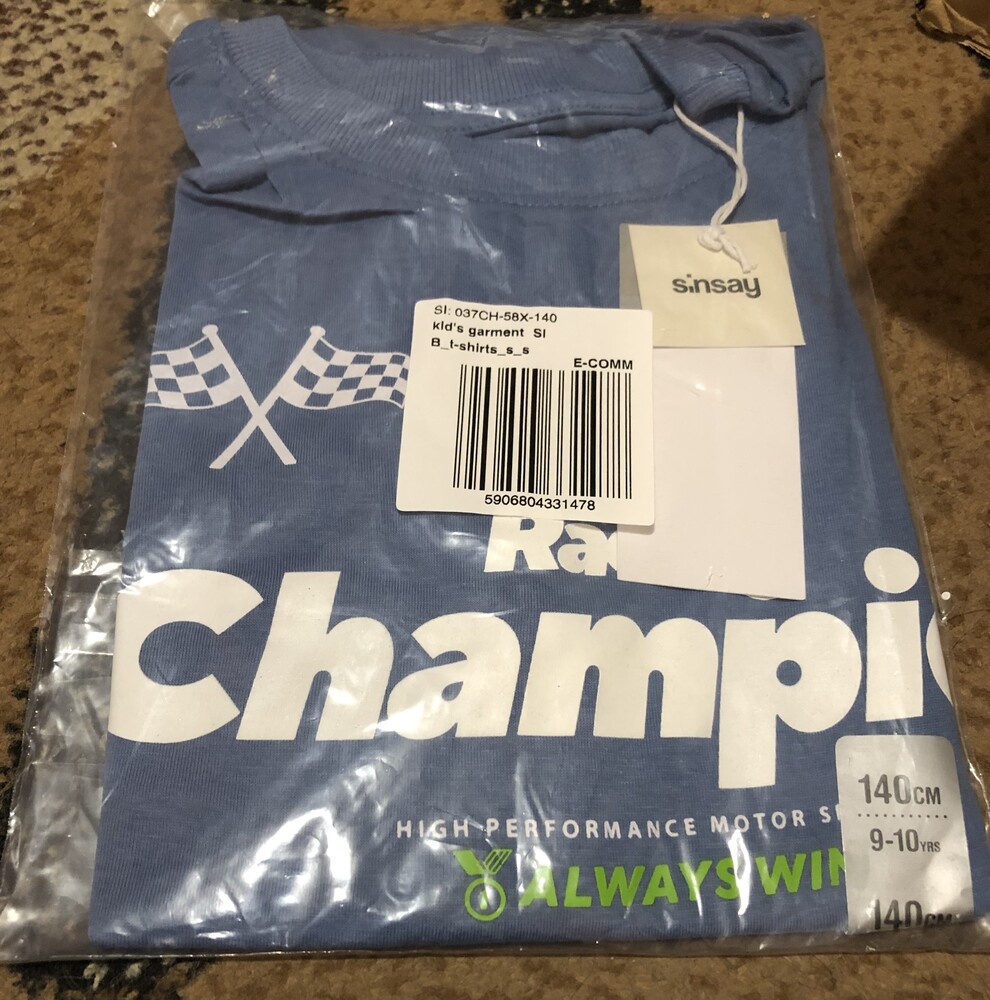 sinsay
SI: 037CH-58X-140
kid's garment SI
B_t-shirts_s_s
E-COMM
5906804331478
Rac
Champi
HIGH PERFORMANCE MOTOR S
ALWAYS WIN
140CM
9-10YRS
140CM